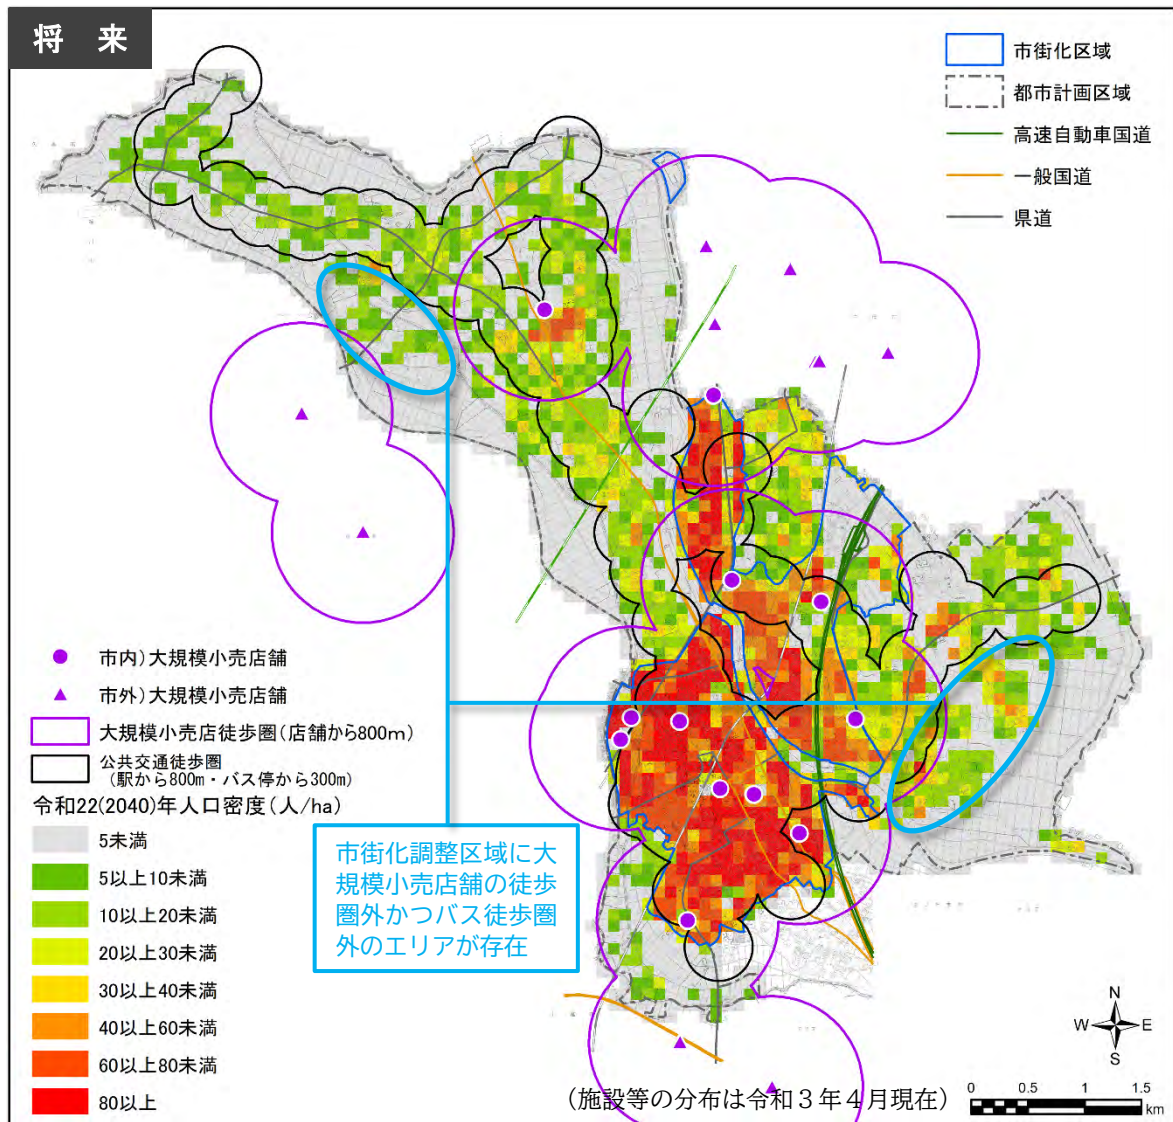 将 来
市街化区域
都市計画区域
高速自動車国道
一般国道
県道
市内）大規模小売店舗
市外）大規模小売店舗
大規模小売店徒歩圏（店舗から800m）
公共交通徒歩圏
（駅から800m・バス停から300m）
令和22(2040)年人口密度（人/ha）
5未満
5以上10未満
10以上20未満
20以上30未満
30以上40未満
40以上60未満
60以上80未満
80以上
市街化調整区域に大
規模小売店舗の徒歩
圏外かつバス徒歩圏
外のエリアが存在
N
W E
S
（施設等の分布は令和３年４月現在）
0 0.5 1 1.5
km